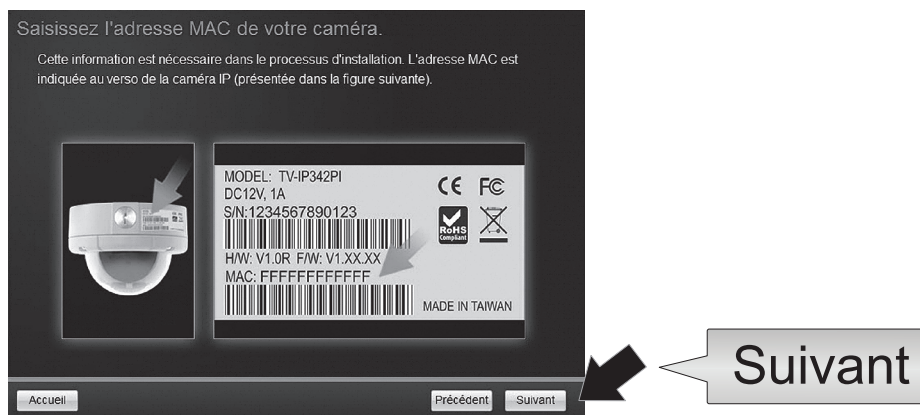 Saisissez l'adresse MAC de votre caméra.
Cette information est nécessaire dans le processus d'installation. L'adresse MAC est
indiquée au verso de la caméra IP (présentée dans la figure suivante).
MODEL: TV-IP342PI
DC12V, 1A
S/N:1234567890123
H/W: V1.0R F/W: V1.XX.XX
MAC: FFFFFFFFFFFF
CE FC
RoHS
Compliant
MADE IN TAIWAN
Accueil
Précédent
Suivant
Suivant